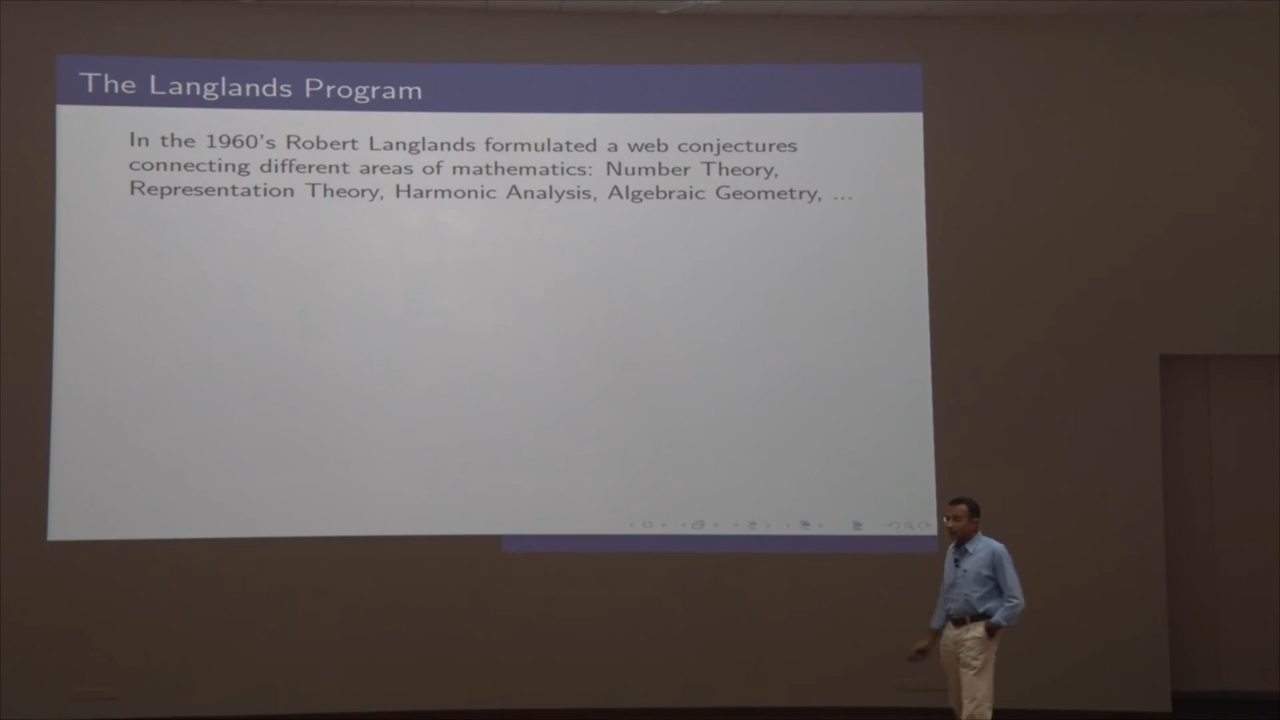 The Langlands Program
In the 1960's Robert Langlands formulated a web conjectures
connecting different areas of mathematics: Number Theory,
Representation Theory, Harmonic Analysis, Algebraic Geometry, ...